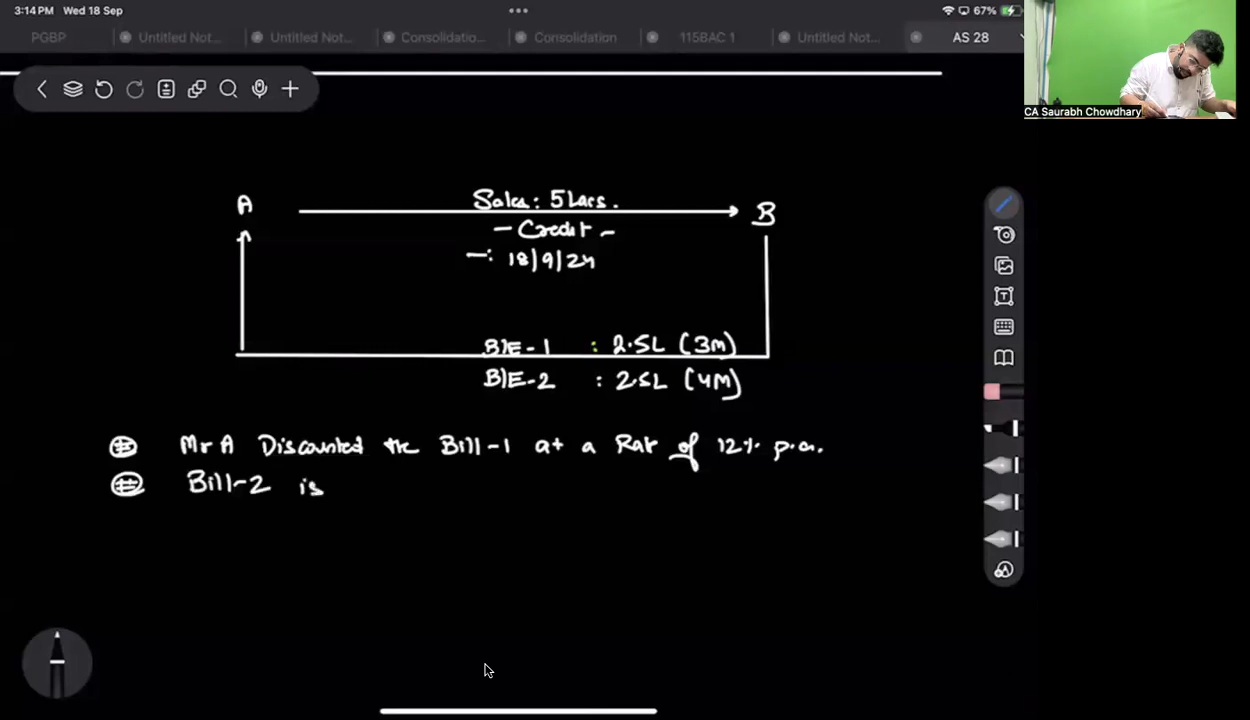 3:14 PM Wed 18 Sep 67%
PGBP Untitled Not... Untitled Not... Consolidatio... Consolidation 115BAC 1 Untitled Not... AS 28
CA Saurabh Chowdhary
A Sales: 5 Lacs. B
- Credit -
-: 18/9/24
B/E-1 : 2.5L (3M)
B/E-2 : 2.5L (4M)
Mr A Discounted the Bill-1 at a Rate of 12% p.a.
Bill-2 is